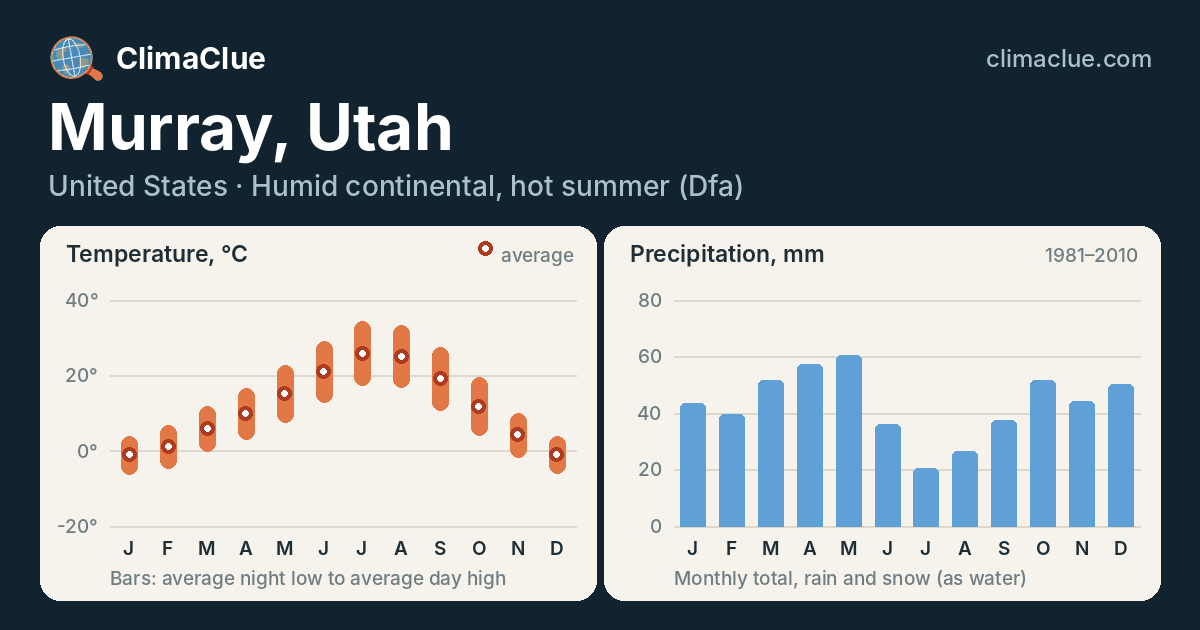 ClimaClue
climaclue.com
Murray, Utah
United States · Humid continental, hot summer (Dfa)
Temperature, °C
average
40°
20°
0°
-20°
J F M A M J J A S O N D
Bars: average night low to average day high
Precipitation, mm
1981–2010
80
60
40
20
0
J F M A M J J A S O N D
Monthly total, rain and snow (as water)